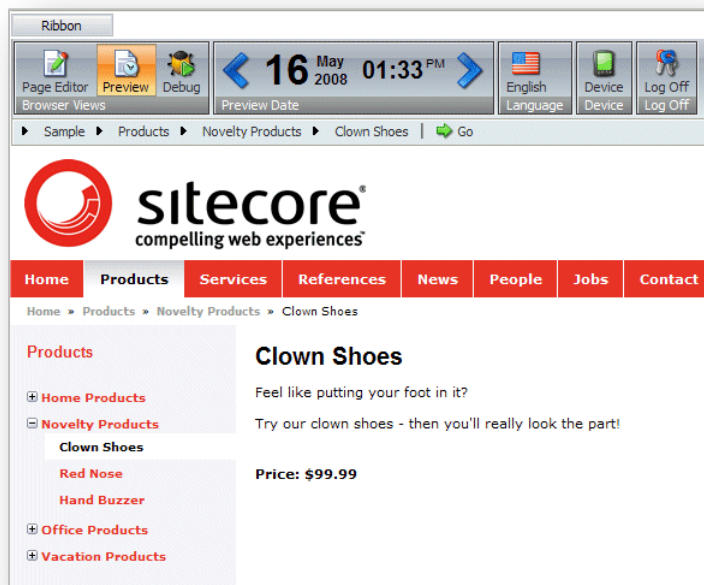 Ribbon
Page Editor Preview Debug
Browser Views
16 May 2008 01:33 PM
Preview Date
English
Language
Device
Device
Log Off
Log Off
Sample Products Novelty Products Clown Shoes | Go
sitecore®
compelling web experiences™
Home Products Services References News People Jobs Contact
Home » Products » Novelty Products » Clown Shoes
Products
Home Products
Novelty Products
Clown Shoes
Red Nose
Hand Buzzer
Office Products
Vacation Products
Clown Shoes
Feel like putting your foot in it?
Try our clown shoes - then you'll really look the part!
Price: $99.99